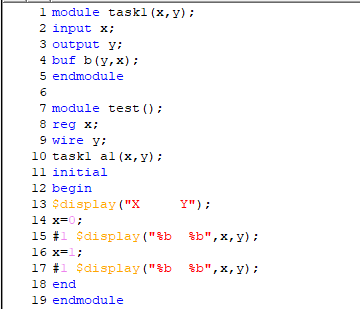 1 module task1(x,y);
2 input x;
3 output y;
4 buf b(y,x);
5 endmodule
6
7 module test();
8 reg x;
9 wire y;
10 task1 a1(x,y);
11 initial
12 begin
13 $display("X     Y");
14 x=0;
15 #1 $display("%b  %b",x,y);
16 x=1;
17 #1 $display("%b  %b",x,y);
18 end
19 endmodule